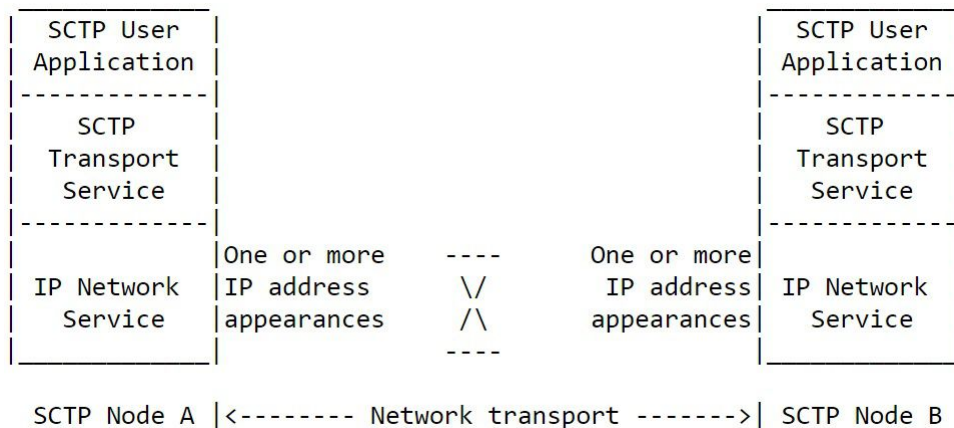 _____________                                      _____________
|  SCTP User  |                                    |  SCTP User
| Application |                                    | Application
|-------------|                                    |-------------
|    SCTP     |                                    |    SCTP
|  Transport  |                                    |  Transport
|   Service   |                                    |   Service
|-------------|                                    |-------------
|             |One or more    ----      One or more|
| IP Network  |IP address      \/        IP address| IP Network
|   Service   |appearances     /\       appearances|   Service
|_____________|               ----                 |_____________

  SCTP Node A |<-------- Network transport ------->| SCTP Node B